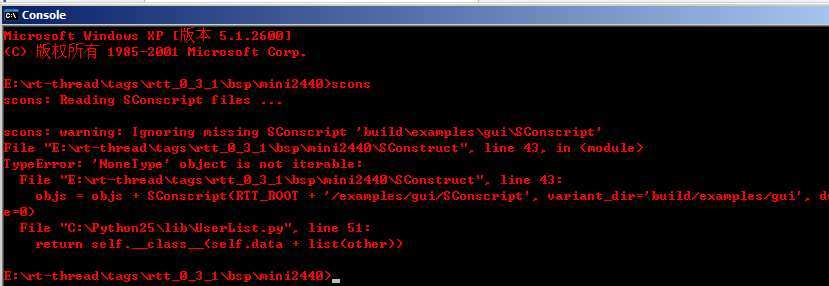 Console
Microsoft Windows XP [版本 5.1.2600]
(C) 版权所有 1985-2001 Microsoft Corp.
E:\rt-thread\tags\rtt_0_3_1\bsp\mini2440>scons
scons: Reading SConscript files ...
scons: warning: Ignoring missing SConscript 'build\examples\gui\SConscript'
File "E:\rt-thread\tags\rtt_0_3_1\bsp\mini2440\SConstruct", line 43, in <module>
TypeError: 'NoneType' object is not iterable:
  File "E:\rt-thread\tags\rtt_0_3_1\bsp\mini2440\SConstruct", line 43:
    objs = objs + SConscript(RTT_ROOT + '/examples/gui/SConscript', variant_dir='build/examples/gui', du
e=0)
  File "C:\Python25\lib\UserList.py", line 51:
    return self.__class__(self.data + list(other))
E:\rt-thread\tags\rtt_0_3_1\bsp\mini2440>